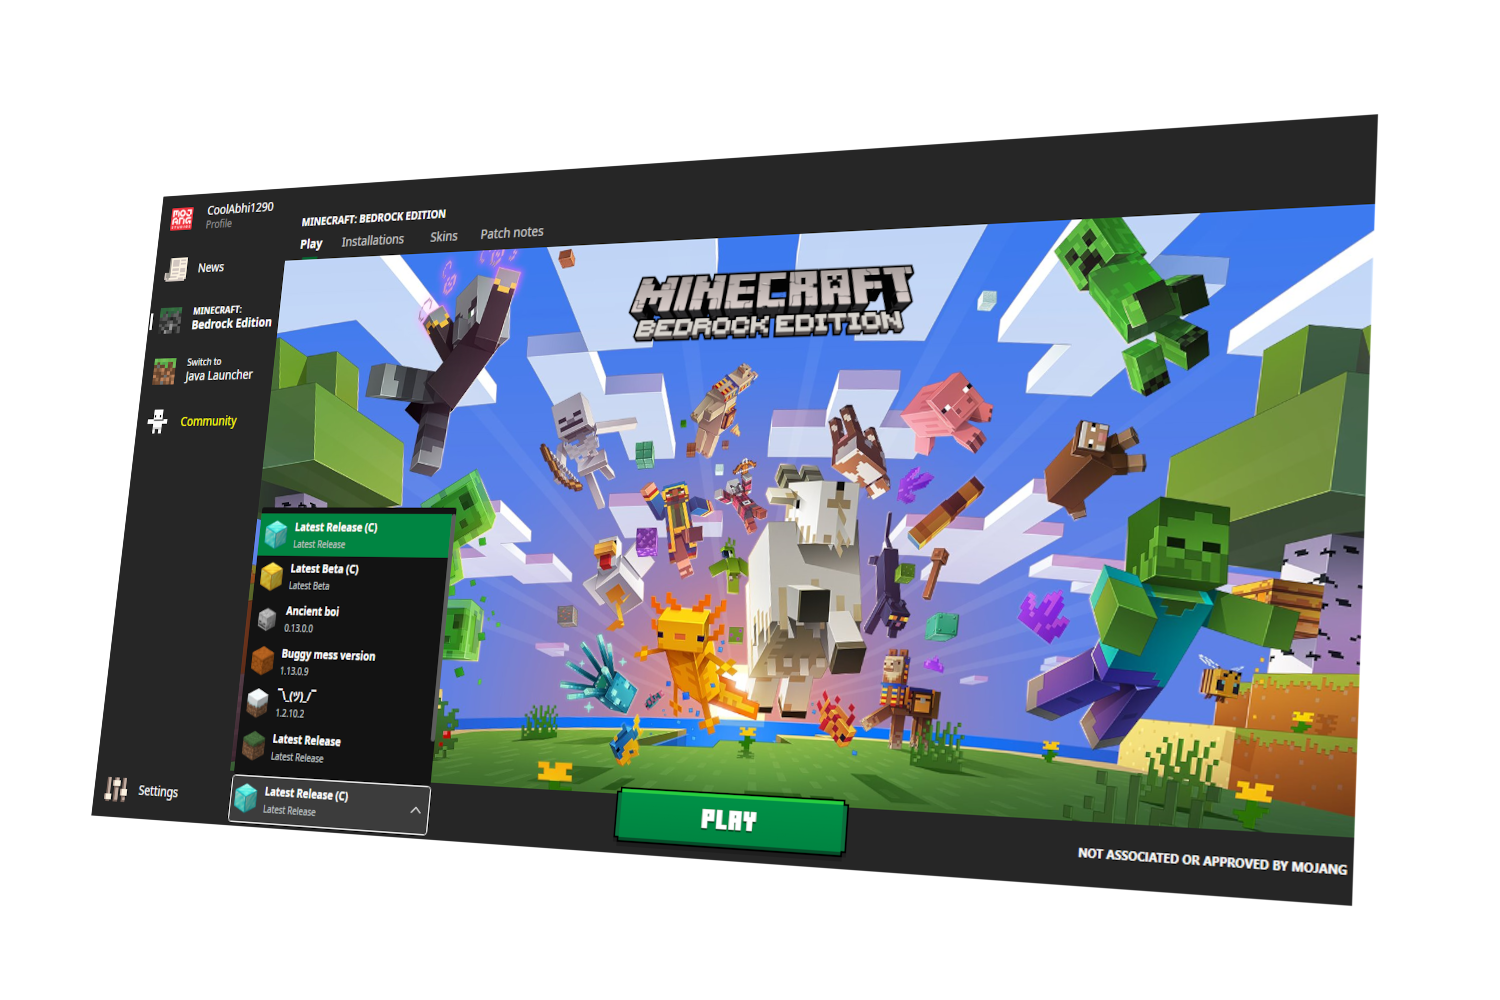 MOJ
ANG
STUDIOS
CoolAbhi1290
Profile
News
MINECRAFT:
Bedrock Edition
Switch to
Java Launcher
Community
Settings
MINECRAFT: BEDROCK EDITION
Play
Installations
Skins
Patch notes
MINECRAFT
BEDROCK EDITION
Latest Release (C)
Latest Release
Latest Beta (C)
Latest Beta
Ancient boi
0.13.0.0
Buggy mess version
1.13.0.9
¯\_(ツ)_/¯
1.2.10.2
Latest Release
Latest Release
Latest Release (C)
Latest Release
PLAY
NOT ASSOCIATED OR APPROVED BY MOJANG